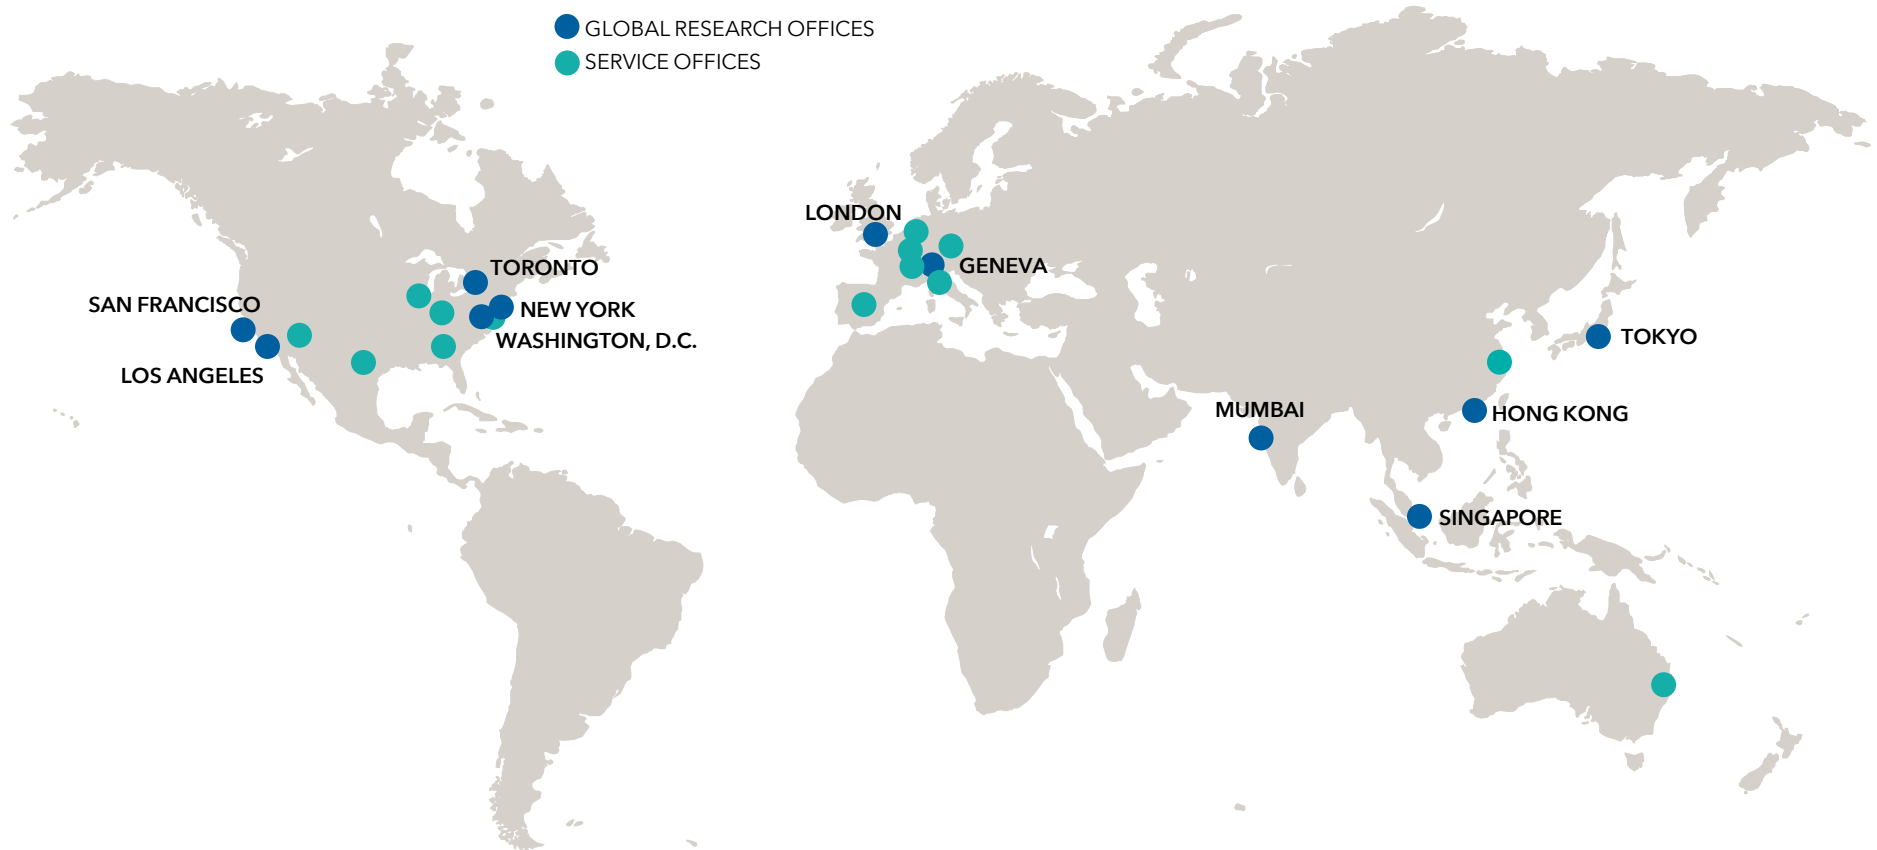 GLOBAL RESEARCH OFFICES
SERVICE OFFICES
LONDON
TORONTO
GENEVA
SAN FRANCISCO
NEW YORK
WASHINGTON, D.C.
TOKYO
LOS ANGELES
MUMBAI
HONG KONG
SINGAPORE